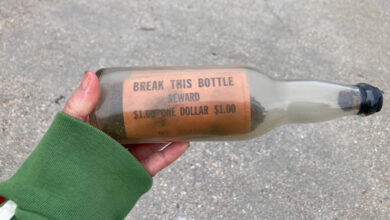 BREAK THIS BOTTLE
REWARD
$1.00 ONE DOLLAR $1.00